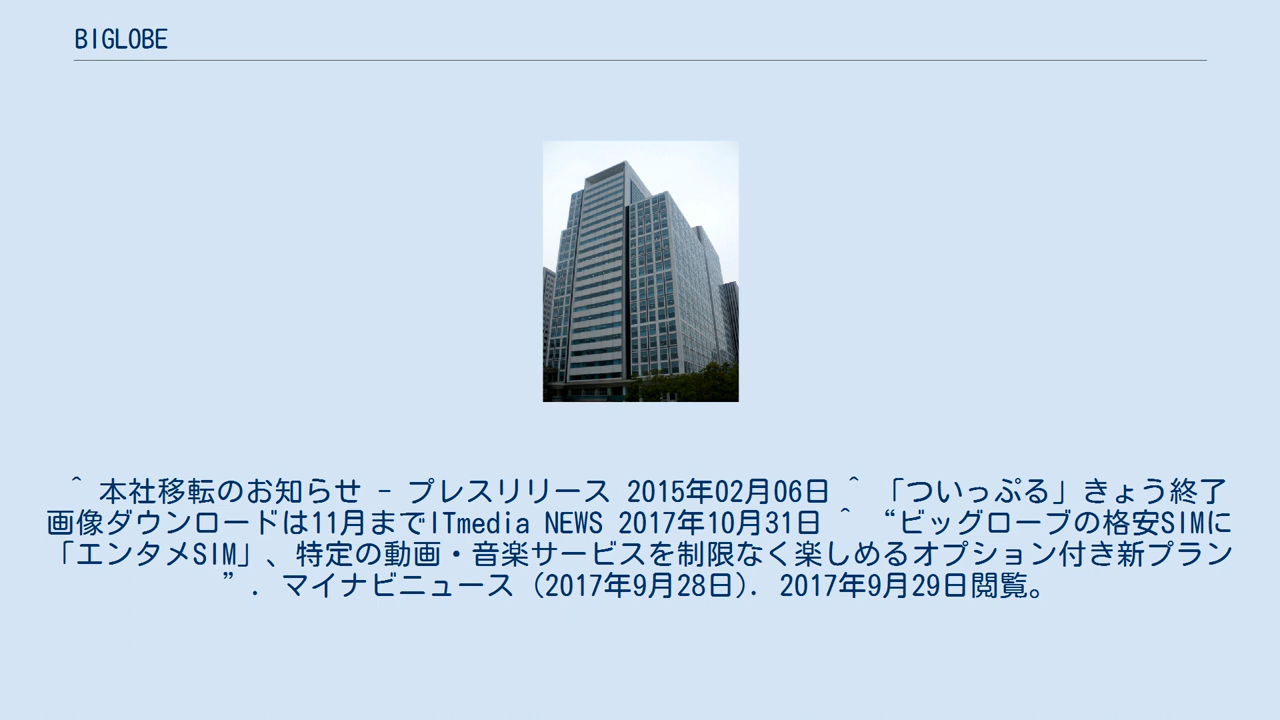 BIGLOBE
^ 本社移転のお知らせ - プレスリリース 2015年02月06日 ^ 「ついっぷる」きょう終了
画像ダウンロードは11月までITmedia NEWS 2017年10月31日 ^ “ビッグローブの格安SIMに
「エンタメSIM」、特定の動画・音楽サービスを制限なく楽しめるオプション付き新プラン
”. マイナビニュース (2017年9月28日). 2017年9月29日閲覧。